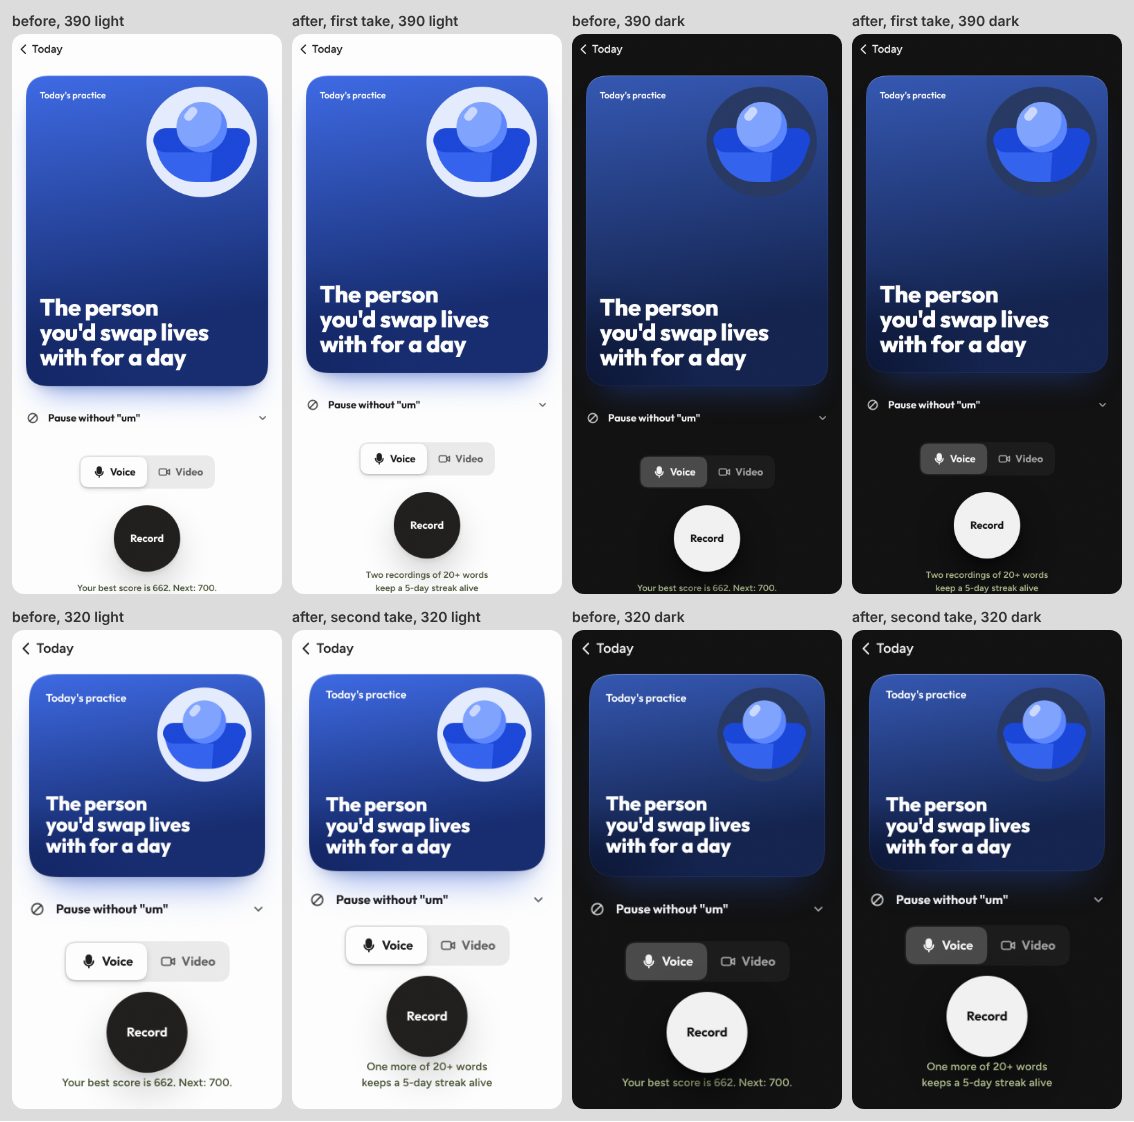 before, 390 light
Today
Today's practice
The person
you'd swap lives
with for a day
Pause without "um"
Voice
Video
Record
Your best score is 662. Next: 700.
after, first take, 390 light
Today
Today's practice
The person
you'd swap lives
with for a day
Pause without "um"
Voice
Video
Record
Two recordings of 20+ words
keep a 5-day streak alive
before, 390 dark
Today
Today's practice
The person
you'd swap lives
with for a day
Pause without "um"
Voice
Video
Record
Your best score is 662. Next: 700.
after, first take, 390 dark
Today
Today's practice
The person
you'd swap lives
with for a day
Pause without "um"
Voice
Video
Record
Two recordings of 20+ words
keep a 5-day streak alive
before, 320 light
Today
Today's practice
The person
you'd swap lives
with for a day
Pause without "um"
Voice
Video
Record
Your best score is 662. Next: 700.
after, second take, 320 light
Today
Today's practice
The person
you'd swap lives
with for a day
Pause without "um"
Voice
Video
Record
One more of 20+ words
keeps a 5-day streak alive
before, 320 dark
Today
Today's practice
The person
you'd swap lives
with for a day
Pause without "um"
Voice
Video
Record
Your best score is 662. Next: 700.
after, second take, 320 dark
Today
Today's practice
The person
you'd swap lives
with for a day
Pause without "um"
Voice
Video
Record
One more of 20+ words
keeps a 5-day streak alive